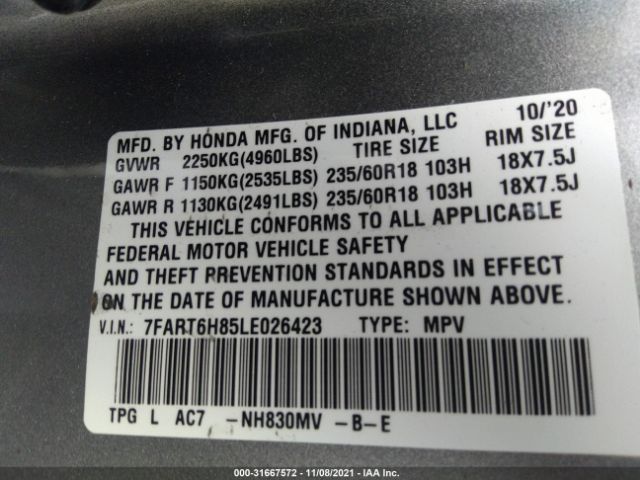 MFD. BY HONDA MFG. OF INDIANA, LLC 10/'20
GVWR 2250KG(4960LBS) TIRE SIZE RIM SIZE
GAWR F 1150KG(2535LBS) 235/60R18 103H 18X7.5J
GAWR R 1130KG(2491LBS) 235/60R18 103H 18X7.5J
THIS VEHICLE CONFORMS TO ALL APPLICABLE
FEDERAL MOTOR VEHICLE SAFETY
AND THEFT PREVENTION STANDARDS IN EFFECT
ON THE DATE OF MANUFACTURE SHOWN ABOVE.
V.I.N.: 7FART6H85LE026423 TYPE: MPV
TPG L AC7 -NH830MV -B-E
000-31667572 | 11/08/2021 | IAA Inc.